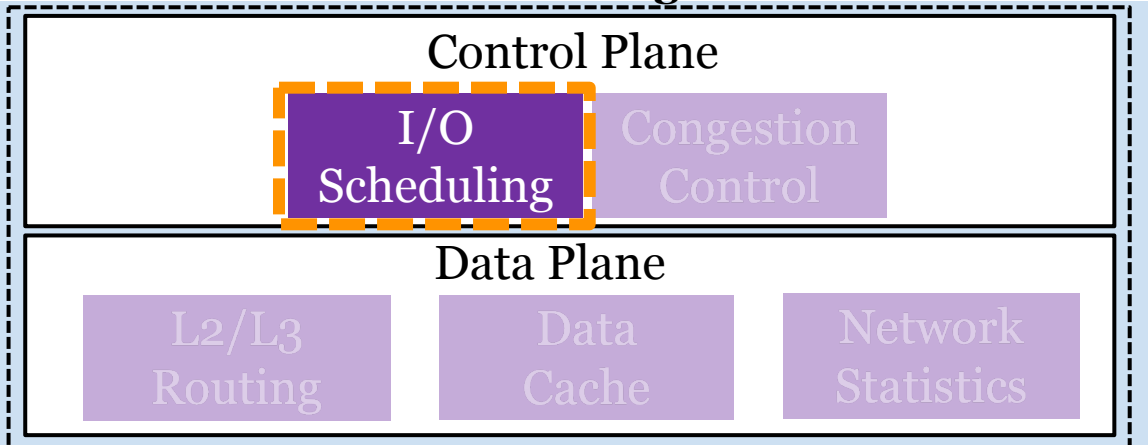 Control Plane
I/O
Scheduling
Congestion
Control
Data Plane
L2/L3
Routing
Data
Cache
Network
Statistics